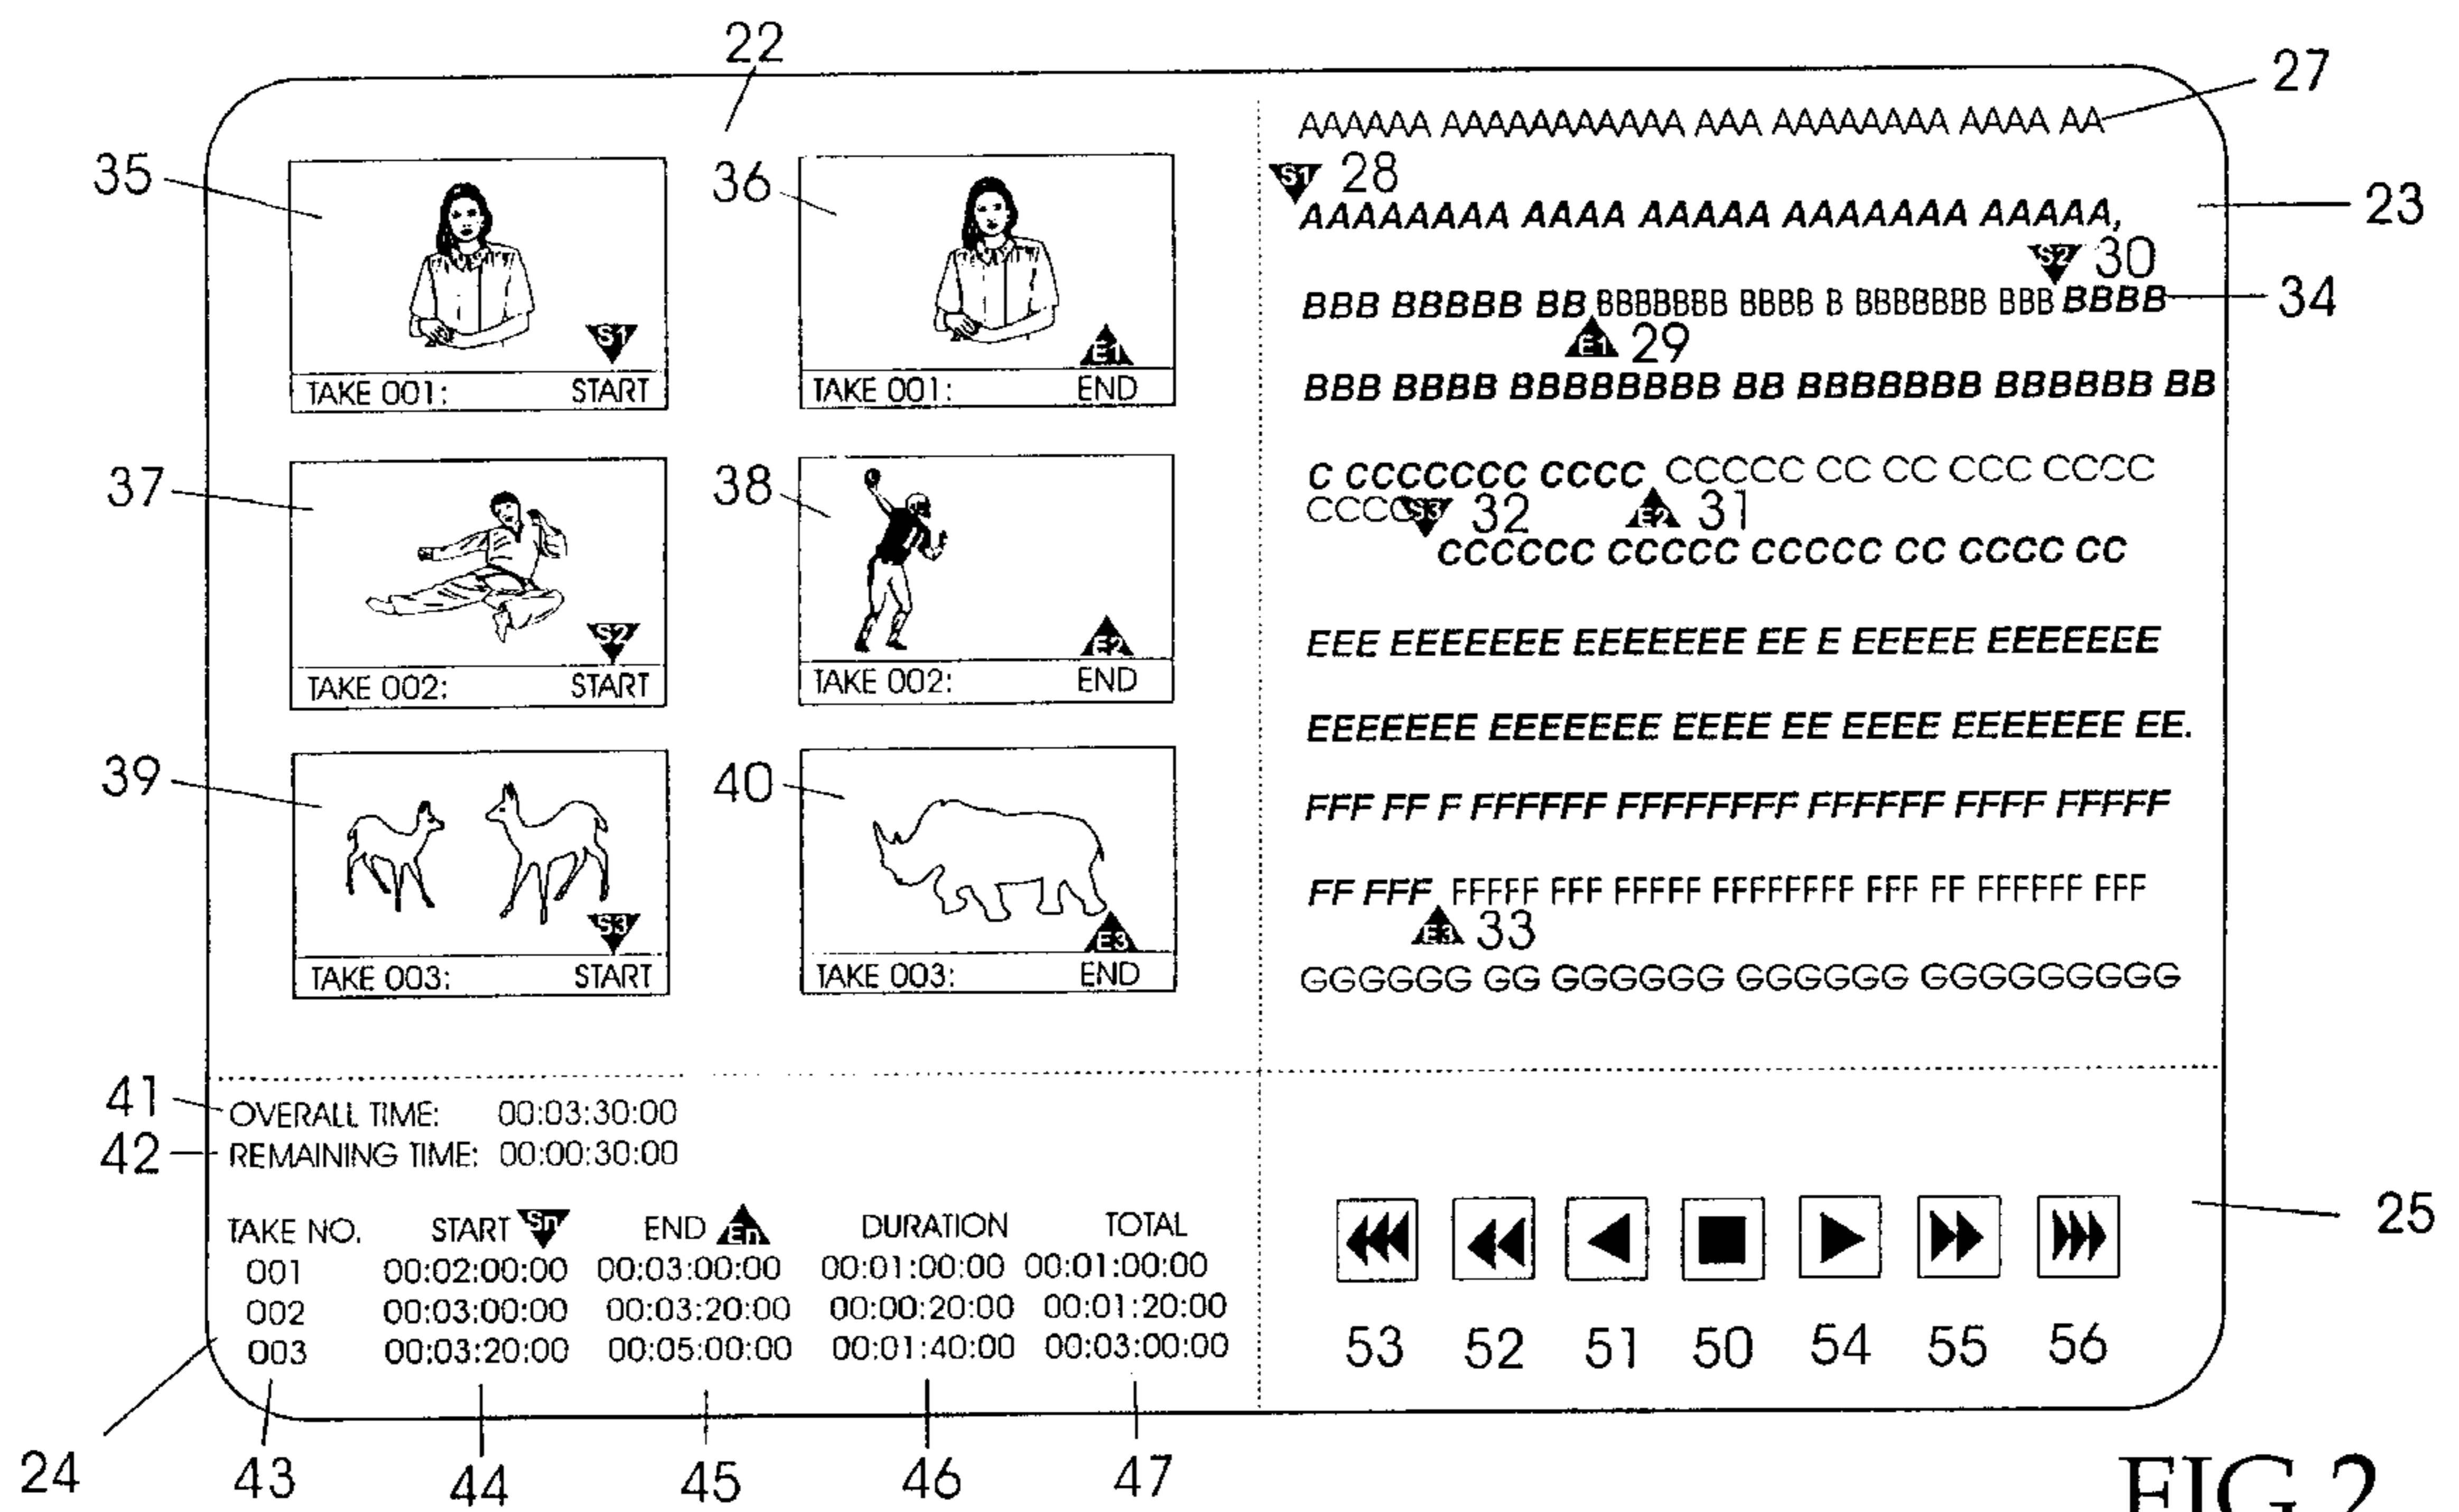 22
27
AAAAAA AAAAAAAAAAA AAA AAAAAAAA AAAA AA
35
36
S1 28
23
AAAAAAAA AAAA AAAAA AAAAAAA AAAAA,
S2 30
BBB BBBBB BB BBBBBBB BBBB B BBBBBBB BBB BBBB
34
S1
E1
E1 29
TAKE 001: START
TAKE 001: END
BBB BBBB BBBBBBBB BB BBBBBBB BBBBBB BB
37
38
C CCCCCCC CCCC CCCCC CC CC CCC CCCC
CCCC S3 32 E2 31
CCCCCC CCCCC CCCCC CC CCCC CC
S2
E2
TAKE 002: START
TAKE 002: END
EEE EEEEEEE EEEEEEE EE E EEEEE EEEEEEE
EEEEEEE EEEEEEE EEEE EE EEEE EEEEEEE EE.
39
40
FFF FF F FFFFFF FFFFFFFF FFFFFF FFFF FFFFF
FF FFF FFFFF FFF FFFFF FFFFFFFF FFF FF FFFFFF FFF
S3
E3
E3 33
TAKE 003: START
TAKE 003: END
GGGGGG GG GGGGGG GGGGGG GGGGGGGGG
41
OVERALL TIME: 00:03:30:00
42
REMAINING TIME: 00:00:30:00
TAKE NO. START Sn END En DURATION TOTAL
001 00:02:00:00 00:03:00:00 00:01:00:00 00:01:00:00
002 00:03:00:00 00:03:20:00 00:00:20:00 00:01:20:00
003 00:03:20:00 00:05:00:00 00:01:40:00 00:03:00:00
25
53 52 51 50 54 55 56
24 43 44 45 46 47
FIG.2